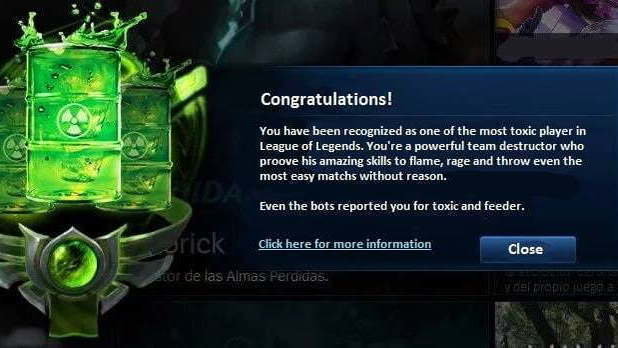 Congratulations!
You have been recognized as one of the most toxic player in
League of Legends. You're a powerful team destructor who
proove his amazing skills to flame, rage and throw even the
most easy matchs without reason.
Even the bots reported you for toxic and feeder.
Click here for more information
Close
rick
ator de las Almas Perdidas.
y del propio juego a